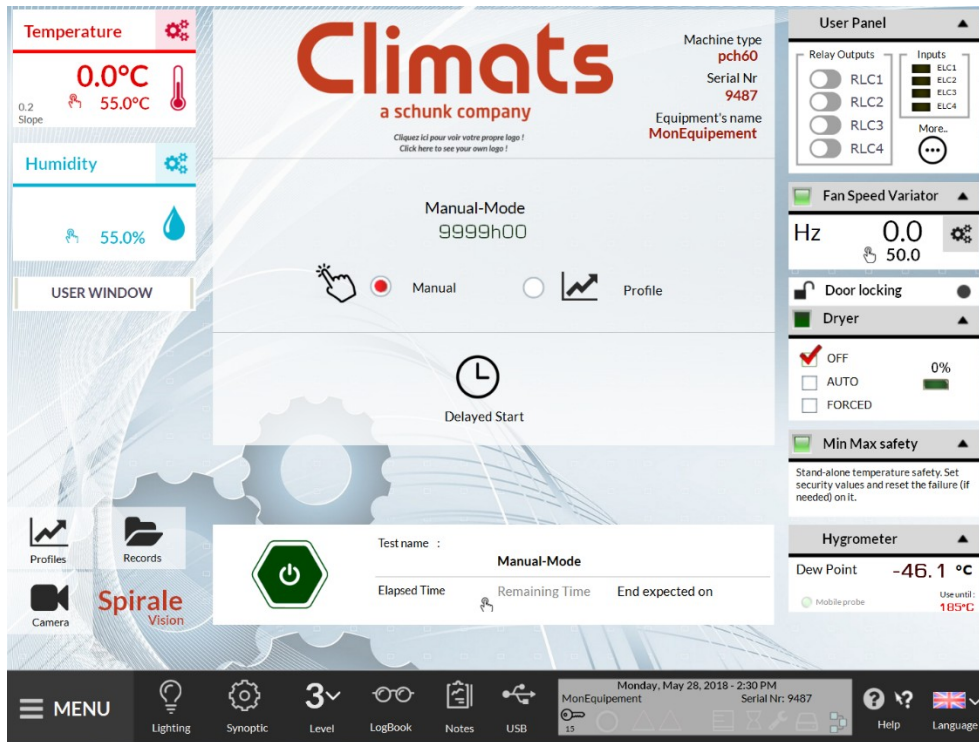 Temperature
0.0°C
55.0°C
0.2
Slope
Humidity
55.0%
USER WINDOW
Climats
a schunk company
Cliquez ici pour voir votre propre logo !
Click here to see your own logo !
Machine type
pch60
Serial Nr
9487
Equipment's name
MonEquipement
Manual-Mode
9999h00
Manual
Profile
Delayed Start
Test name :
Manual-Mode
Elapsed Time
Remaining Time
End expected on
Profiles
Records
Camera
Spirale
Vision
User Panel
Relay Outputs
RLC1
RLC2
RLC3
RLC4
Inputs
ELC1
ELC2
ELC3
ELC4
More..
Fan Speed Variator
Hz 0.0
50.0
Door locking
Dryer
OFF
AUTO
FORCED
0%
Min Max safety
Stand-alone temperature safety. Set
security values and reset the failure (if
needed) on it.
Hygrometer
Dew Point -46.1 °C
Mobile probe
Use until :
185°C
MENU
Lighting
Synoptic
3
Level
LogBook
Notes
USB
Monday, May 28, 2018 - 2:30 PM
MonEquipement Serial Nr: 9487
15
Help
Language